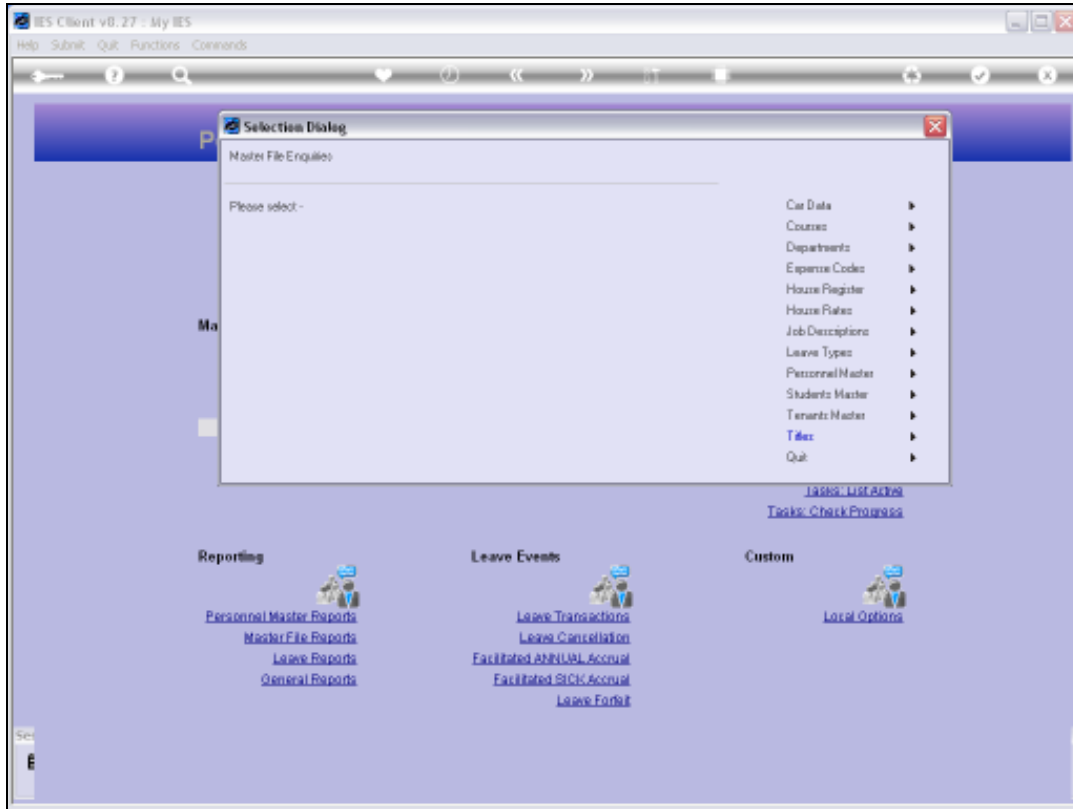 IES Client v8.27 : My IES
Help Submit Quit Functions Commands
Selection Dialog
Master File Enquiries
Please select -
Car Data
Courses
Departments
Expense Codes
House Register
House Rates
Job Descriptions
Leave Types
Personnel Master
Students Master
Tenants Master
Titles
Quit
Tasks: List Active
Tasks: Check Progress
Reporting
Personnel Master Reports
Master File Reports
Leave Reports
General Reports
Leave Events
Leave Transactions
Leave Cancellation
Facilitated ANNUAL Accrual
Facilitated SICK Accrual
Leave Forfeit
Custom
Local Options